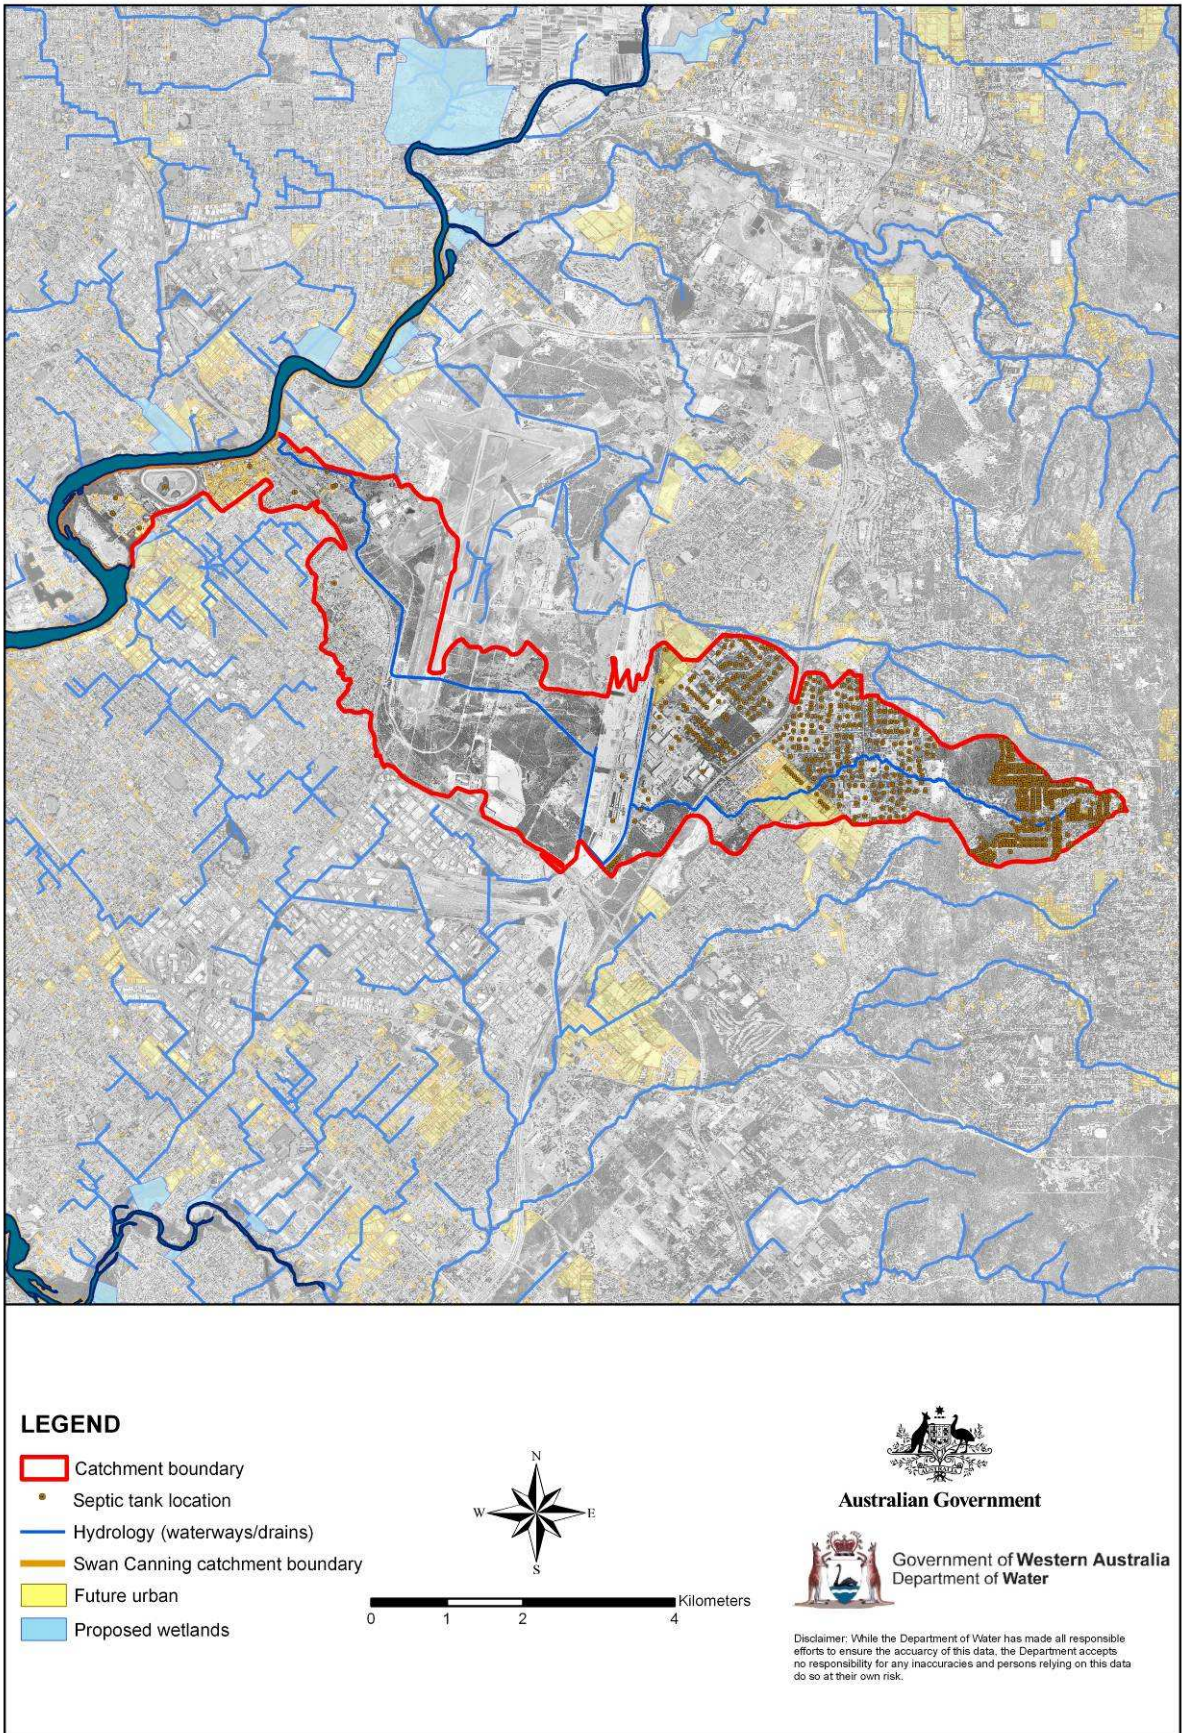 LEGEND
Catchment boundary
Septic tank location
Hydrology (waterways/drains)
Swan Canning catchment boundary
Future urban
Proposed wetlands
N
W
E
S
Kilometers
0 1 2 4
AUSTRALIA
Australian Government
Government of Western Australia
Department of Water
Disclaimer: While the Department of Water has made all responsible
efforts to ensure the accuarcy of this data, the Department accepts
no responsibility for any inaccuracies and persons relying on this data
do so at their own risk.